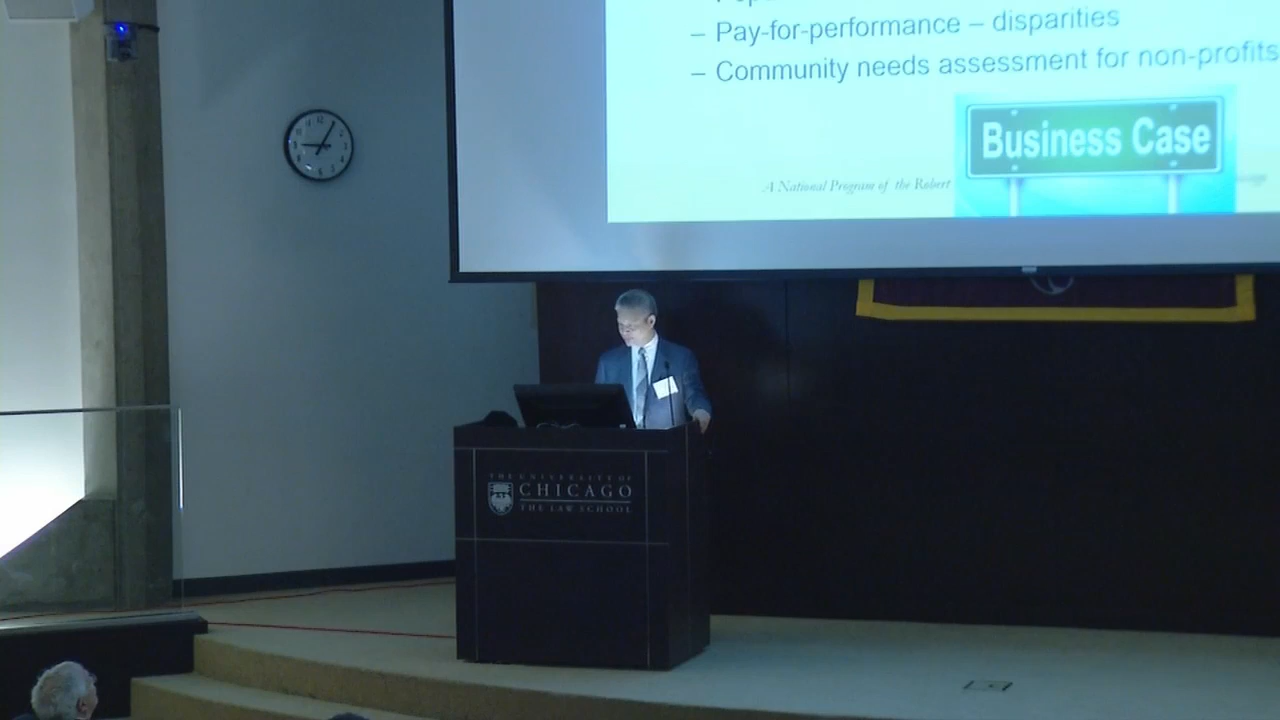 – Pay-for-performance – disparities
– Community needs assessment for non-profits
Business Case
A National Program of the Robert
THE UNIVERSITY OF
CHICAGO
THE LAW SCHOOL